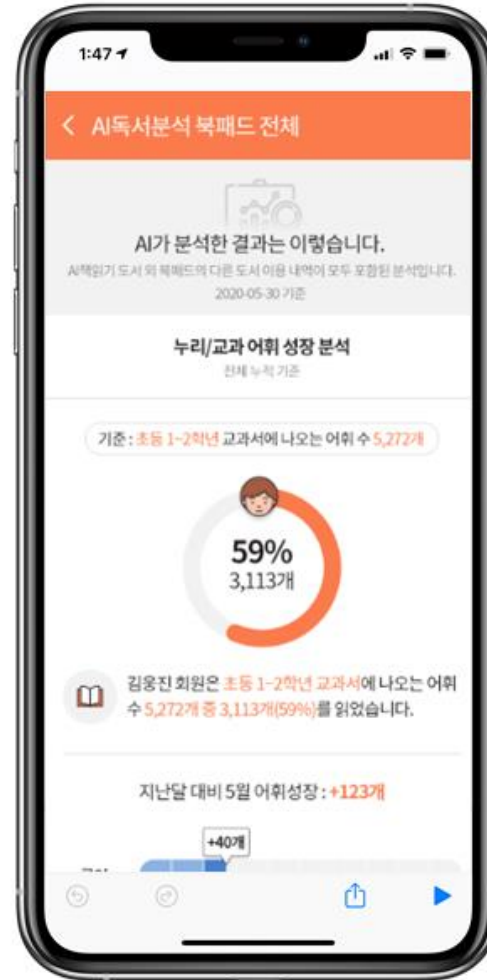 1:47
AI독서분석 북패드 전체
AI가 분석한 결과는 이렇습니다.
AI책읽기 도서 외 북패드의 다른 도서 이용 내역이 모두 포함된 분석입니다.
2020-05-30 기준
누리/교과 어휘 성장 분석
전체 누적 기준
기준 : 초등 1~2학년 교과서에 나오는 어휘 수 5,272개
59%
3,113개
김웅진 회원은 초등 1~2학년 교과서에 나오는 어휘
수 5,272개 중 3,113개(59%)를 읽었습니다.
지난달 대비 5월 어휘성장 : +123개
+40개